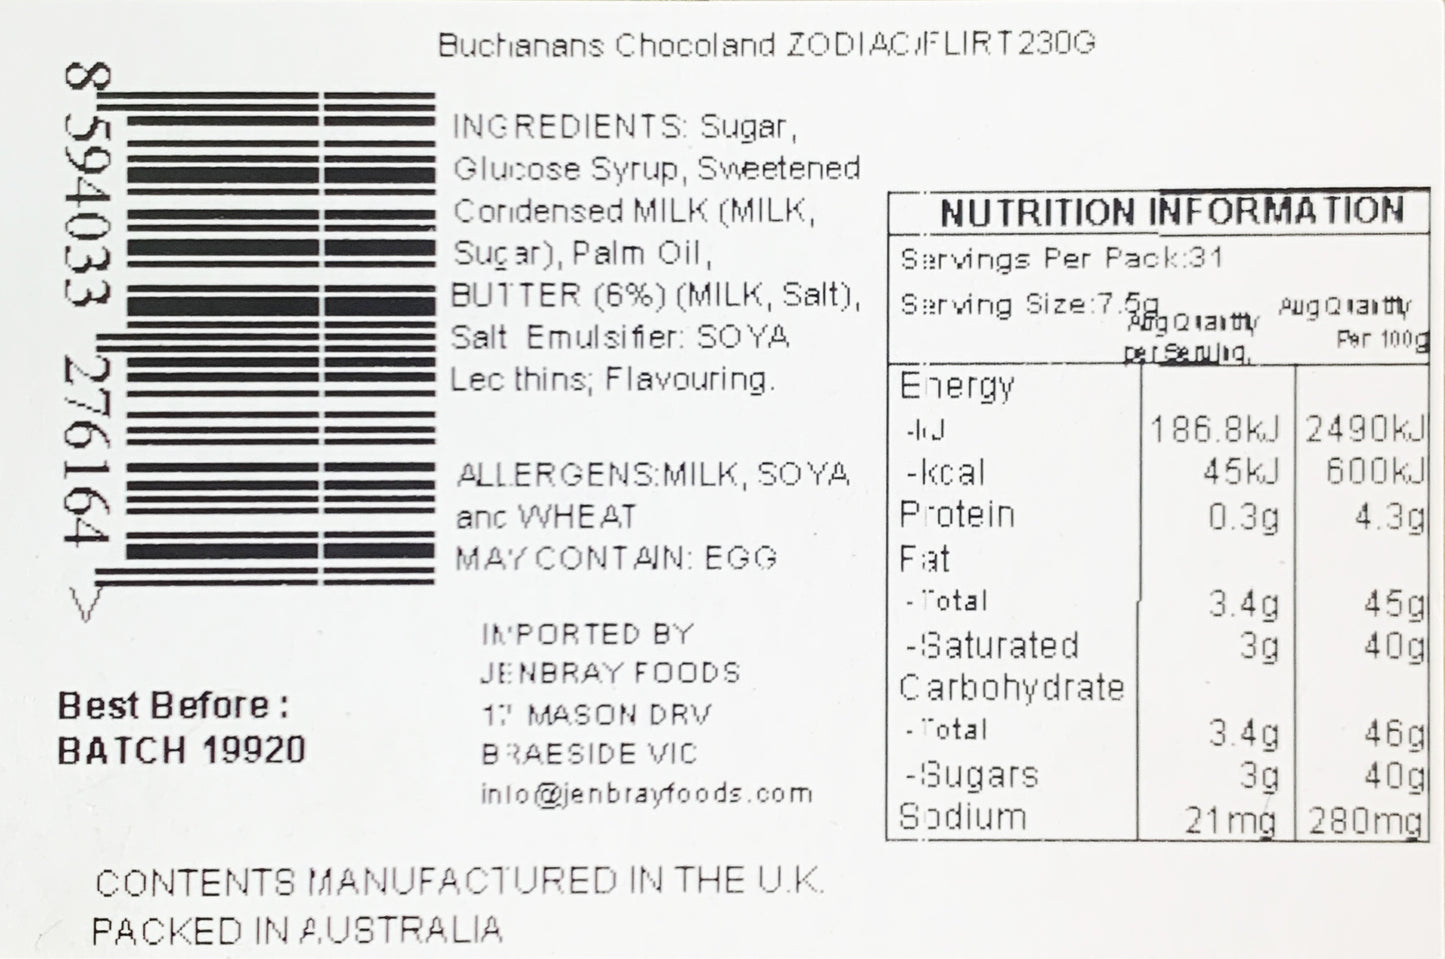 Buchanans Chocoland ZODIAC/FLIRT 230G
8 594033 276164 >
INGREDIENTS: Sugar,
Glucose Syrup, Sweetened
Condensed MILK (MILK,
Sugar), Palm Oil,
BUTTER (6%) (MILK, Salt),
Salt Emulsifier: SOYA
Lecithins; Flavouring.
ALLERGENS:MILK, SOYA
and WHEAT
MAY CONTAIN: EGG
IMPORTED BY
JENBRAY FOODS
17 MASON DRV
BRAESIDE VIC
info@jenbrayfoods.com
Best Before :
BATCH 19920
NUTRITION INFORMATION
Servings Per Pack:31
Serving Size:7.5g
Avg Quantity per Serving
Avg Quantity Per 100g
Energy
-kJ 186.8kJ 2490kJ
-kcal 45kJ 600kJ
Protein 0.3g 4.3g
Fat
-Total 3.4g 45g
-Saturated 3g 40g
Carbohydrate
-Total 3.4g 46g
-Sugars 3g 40g
Sodium 21mg 280mg
CONTENTS MANUFACTURED IN THE U.K.
PACKED IN AUSTRALIA